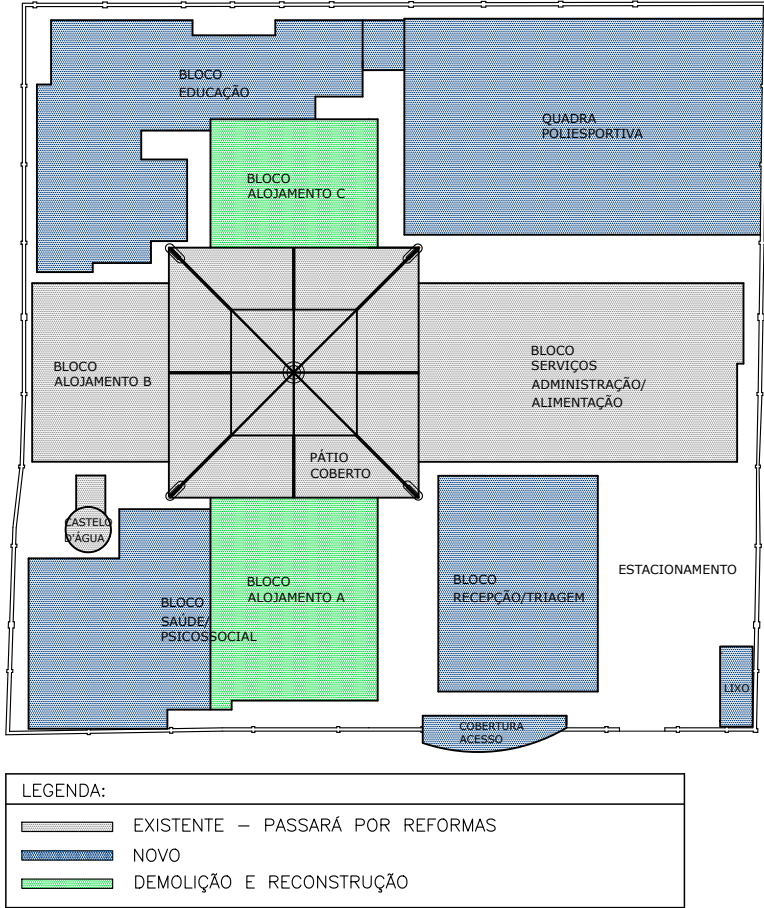 BLOCO
EDUCAÇÃO
QUADRA
POLIESPORTIVA
BLOCO
ALOJAMENTO C
BLOCO
ALOJAMENTO B
BLOCO
SERVIÇOS
ADMINISTRAÇÃO/
ALIMENTAÇÃO
PÁTIO
COBERTO
CASTELO
D'ÁGUA
BLOCO
SAÚDE/
PSICOSSOCIAL
BLOCO
ALOJAMENTO A
BLOCO
RECEPÇÃO/TRIAGEM
ESTACIONAMENTO
LIXO
COBERTURA
ACESSO
LEGENDA:
EXISTENTE – PASSARÁ POR REFORMAS
NOVO
DEMOLIÇÃO E RECONSTRUÇÃO